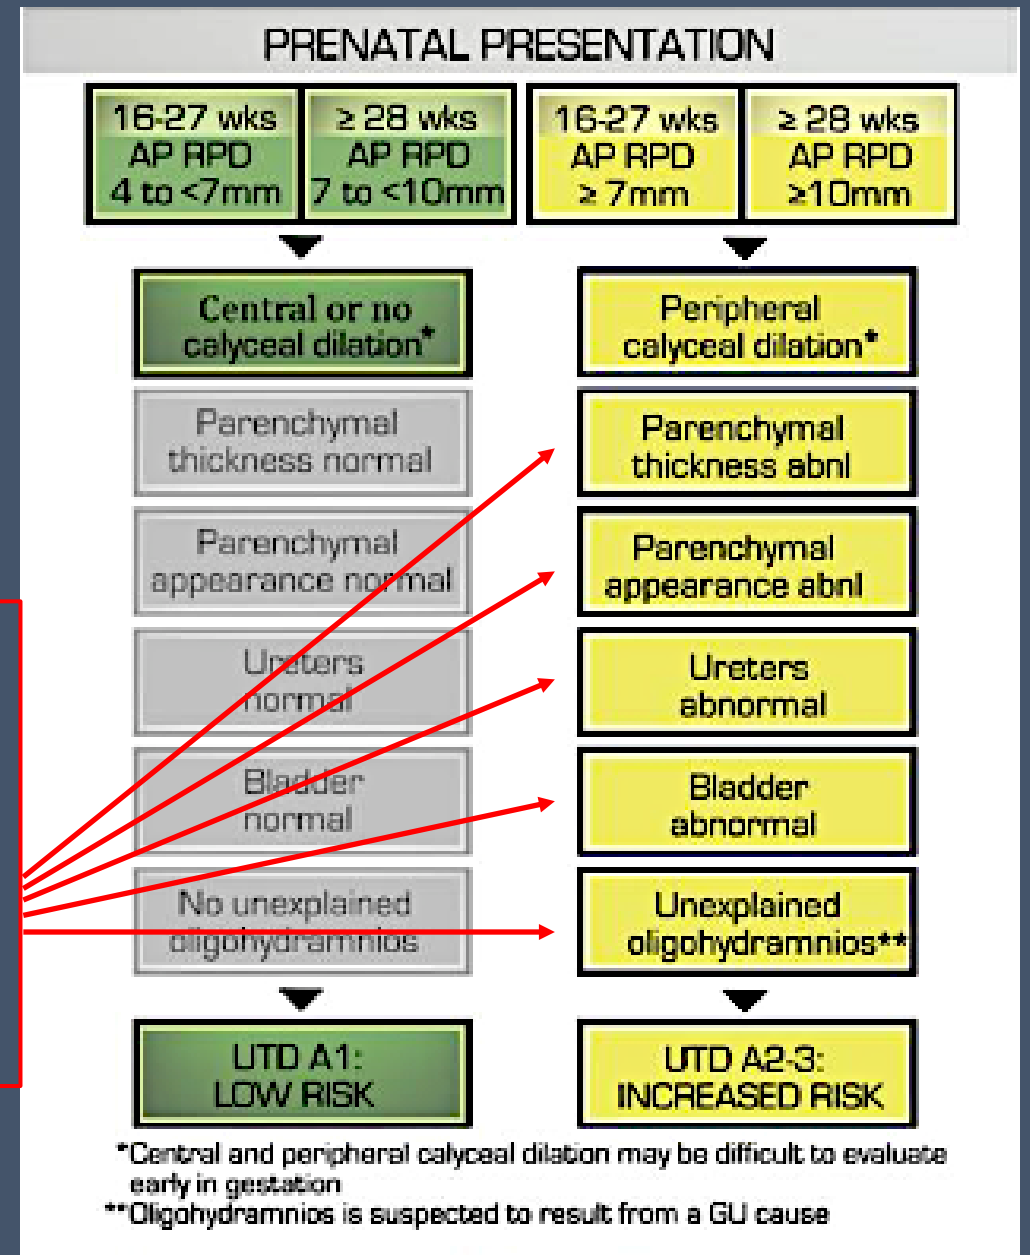 PRENATAL PRESENTATION
16-27 wks
AP RPD
4 to <7mm
≥ 28 wks
AP RPD
7 to <10mm
16-27 wks
AP RPD
≥ 7mm
≥ 28 wks
AP RPD
≥10mm
Central or no
calyceal dilation*
Peripheral
calyceal dilation*
Parenchymal
thickness normal
Parenchymal
thickness abnl
Parenchymal
appearance normal
Parenchymal
appearance abnl
Ureters
normal
Ureters
abnormal
Bladder
normal
Bladder
abnormal
No unexplained
oligohydramnios
Unexplained
oligohydramnios**
UTD A1:
LOW RISK
UTD A2-3:
INCREASED RISK
*Central and peripheral calyceal dilation may be difficult to evaluate
early in gestation
**Oligohydramnios is suspected to result from a GU cause